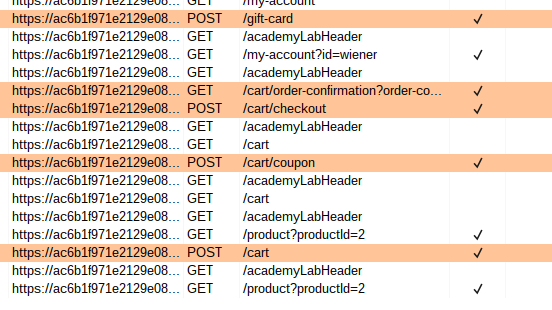 https://ac6b1f971e2129e08... GET /my-account
https://ac6b1f971e2129e08... POST /gift-card ✓
https://ac6b1f971e2129e08... GET /academyLabHeader
https://ac6b1f971e2129e08... GET /my-account?id=wiener ✓
https://ac6b1f971e2129e08... GET /academyLabHeader
https://ac6b1f971e2129e08... GET /cart/order-confirmation?order-co... ✓
https://ac6b1f971e2129e08... POST /cart/checkout ✓
https://ac6b1f971e2129e08... GET /academyLabHeader
https://ac6b1f971e2129e08... GET /cart
https://ac6b1f971e2129e08... POST /cart/coupon ✓
https://ac6b1f971e2129e08... GET /academyLabHeader
https://ac6b1f971e2129e08... GET /cart
https://ac6b1f971e2129e08... GET /academyLabHeader
https://ac6b1f971e2129e08... GET /product?productId=2 ✓
https://ac6b1f971e2129e08... POST /cart ✓
https://ac6b1f971e2129e08... GET /academyLabHeader
https://ac6b1f971e2129e08... GET /product?productId=2 ✓